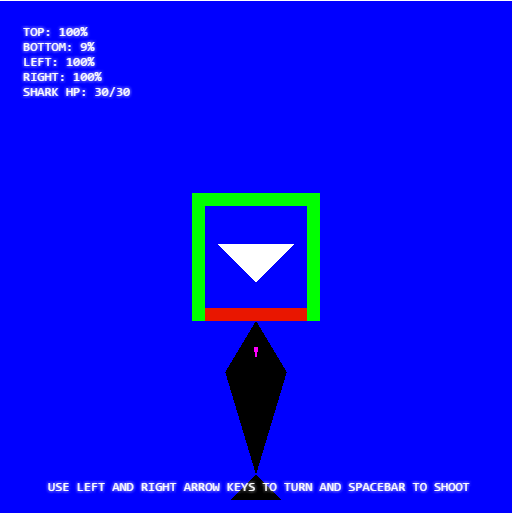 TOP: 100%
BOTTOM: 9%
LEFT: 100%
RIGHT: 100%
SHARK HP: 30/30
USE LEFT AND RIGHT ARROW KEYS TO TURN AND SPACEBAR TO SHOOT